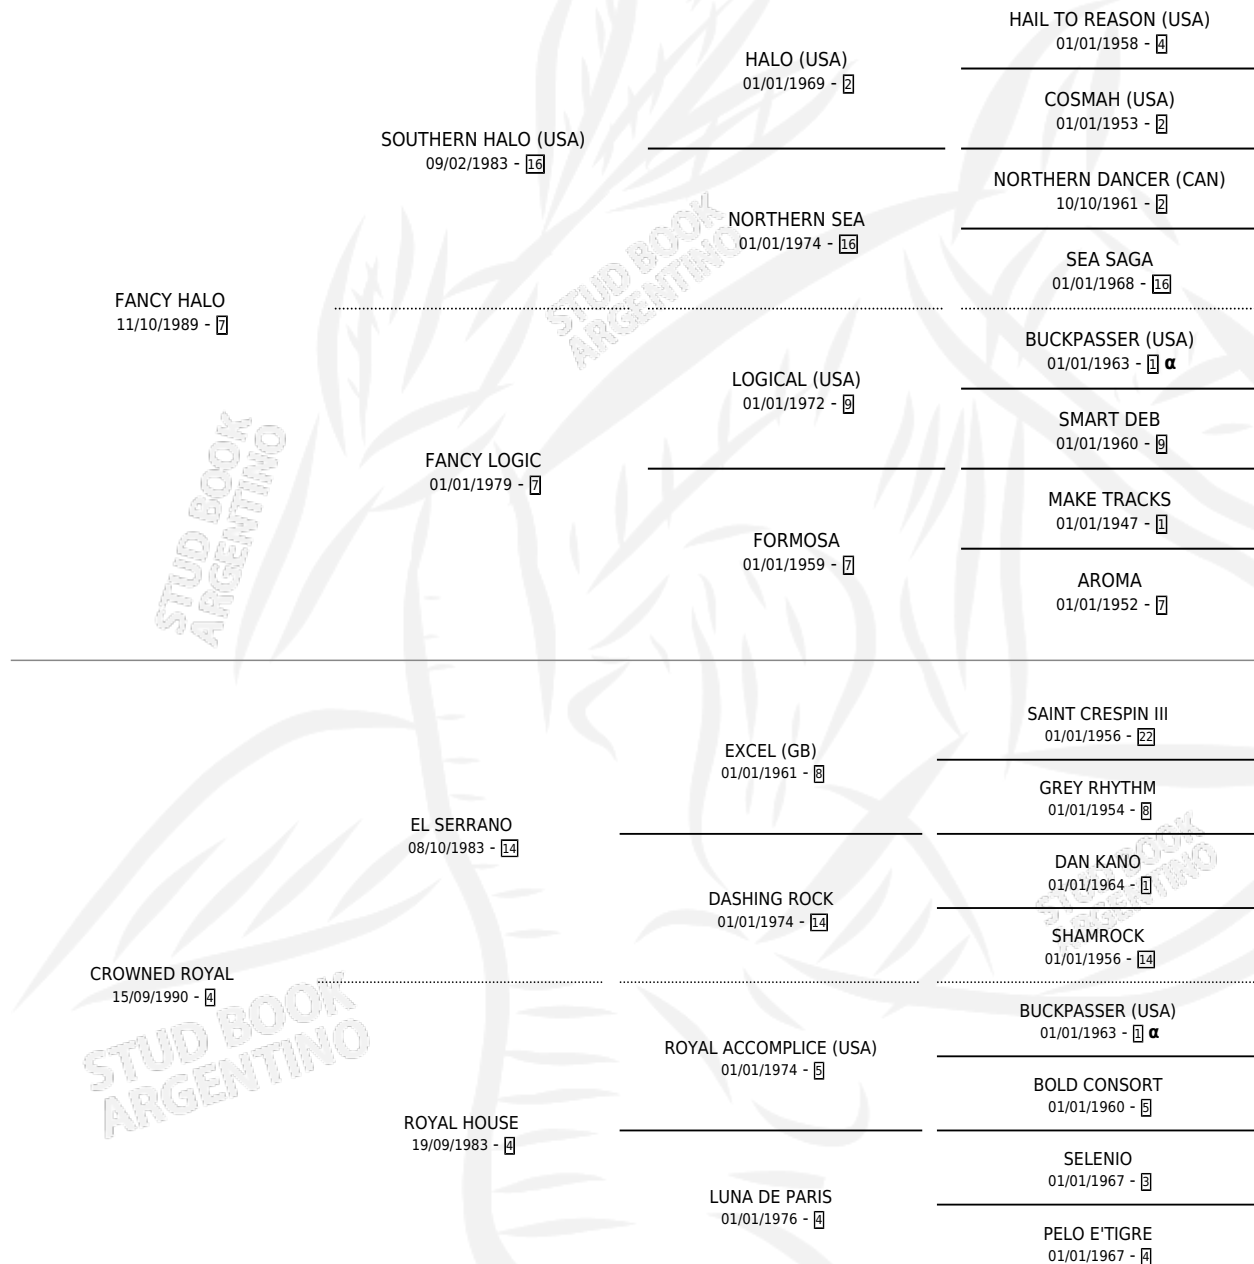 HAIL TO REASON (USA)
01/01/1958 - 4
HALO (USA)
01/01/1969 - 2
COSMAH (USA)
01/01/1953 - 2
SOUTHERN HALO (USA)
09/02/1983 - 16
NORTHERN DANCER (CAN)
10/10/1961 - 2
NORTHERN SEA
01/01/1974 - 16
SEA SAGA
01/01/1968 - 16
STUD BOOK
ARGENTINO
FANCY HALO
11/10/1989 - 7
BUCKPASSER (USA)
01/01/1963 - 1 α
LOGICAL (USA)
01/01/1972 - 9
SMART DEB
01/01/1960 - 9
FANCY LOGIC
01/01/1979 - 7
MAKE TRACKS
01/01/1947 - 1
FORMOSA
01/01/1959 - 7
AROMA
01/01/1952 - 7
STUD BOOK
ARGENTINO
SAINT CRESPIN III
01/01/1956 - 22
EXCEL (GB)
01/01/1961 - 8
GREY RHYTHM
01/01/1954 - 8
EL SERRANO
08/10/1983 - 14
DAN KANO
01/01/1964 - 1
DASHING ROCK
01/01/1974 - 14
SHAMROCK
01/01/1956 - 14
STUD BOOK
ARGENTINO
CROWNED ROYAL
15/09/1990 - 4
BUCKPASSER (USA)
01/01/1963 - 1 α
ROYAL ACCOMPLICE (USA)
01/01/1974 - 5
BOLD CONSORT
01/01/1960 - 5
ROYAL HOUSE
19/09/1983 - 4
SELENIO
01/01/1967 - 3
LUNA DE PARIS
01/01/1976 - 4
PELO E'TIGRE
01/01/1967 - 4
STUD BOOK
ARGENTINO